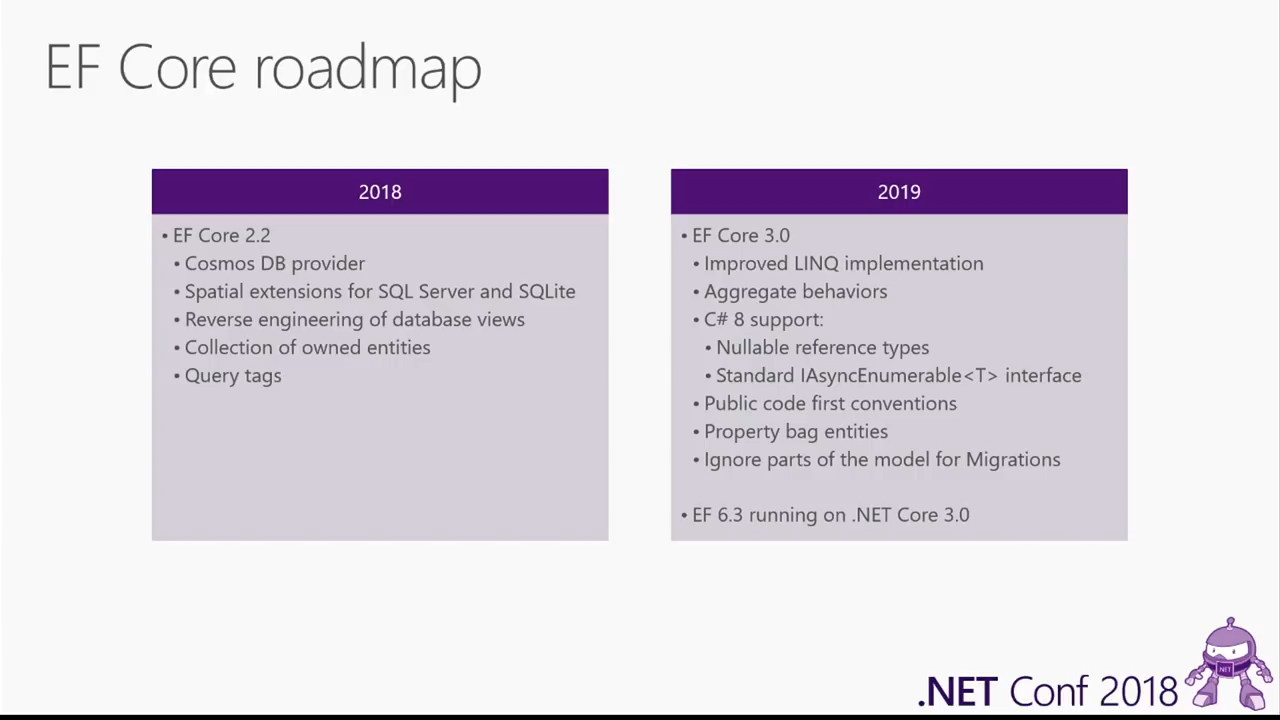 EF Core roadmap
2018
• EF Core 2.2
• Cosmos DB provider
• Spatial extensions for SQL Server and SQLite
• Reverse engineering of database views
• Collection of owned entities
• Query tags
2019
• EF Core 3.0
• Improved LINQ implementation
• Aggregate behaviors
• C# 8 support:
• Nullable reference types
• Standard IAsyncEnumerable<T> interface
• Public code first conventions
• Property bag entities
• Ignore parts of the model for Migrations
• EF 6.3 running on .NET Core 3.0
.NET Conf 2018
.NET